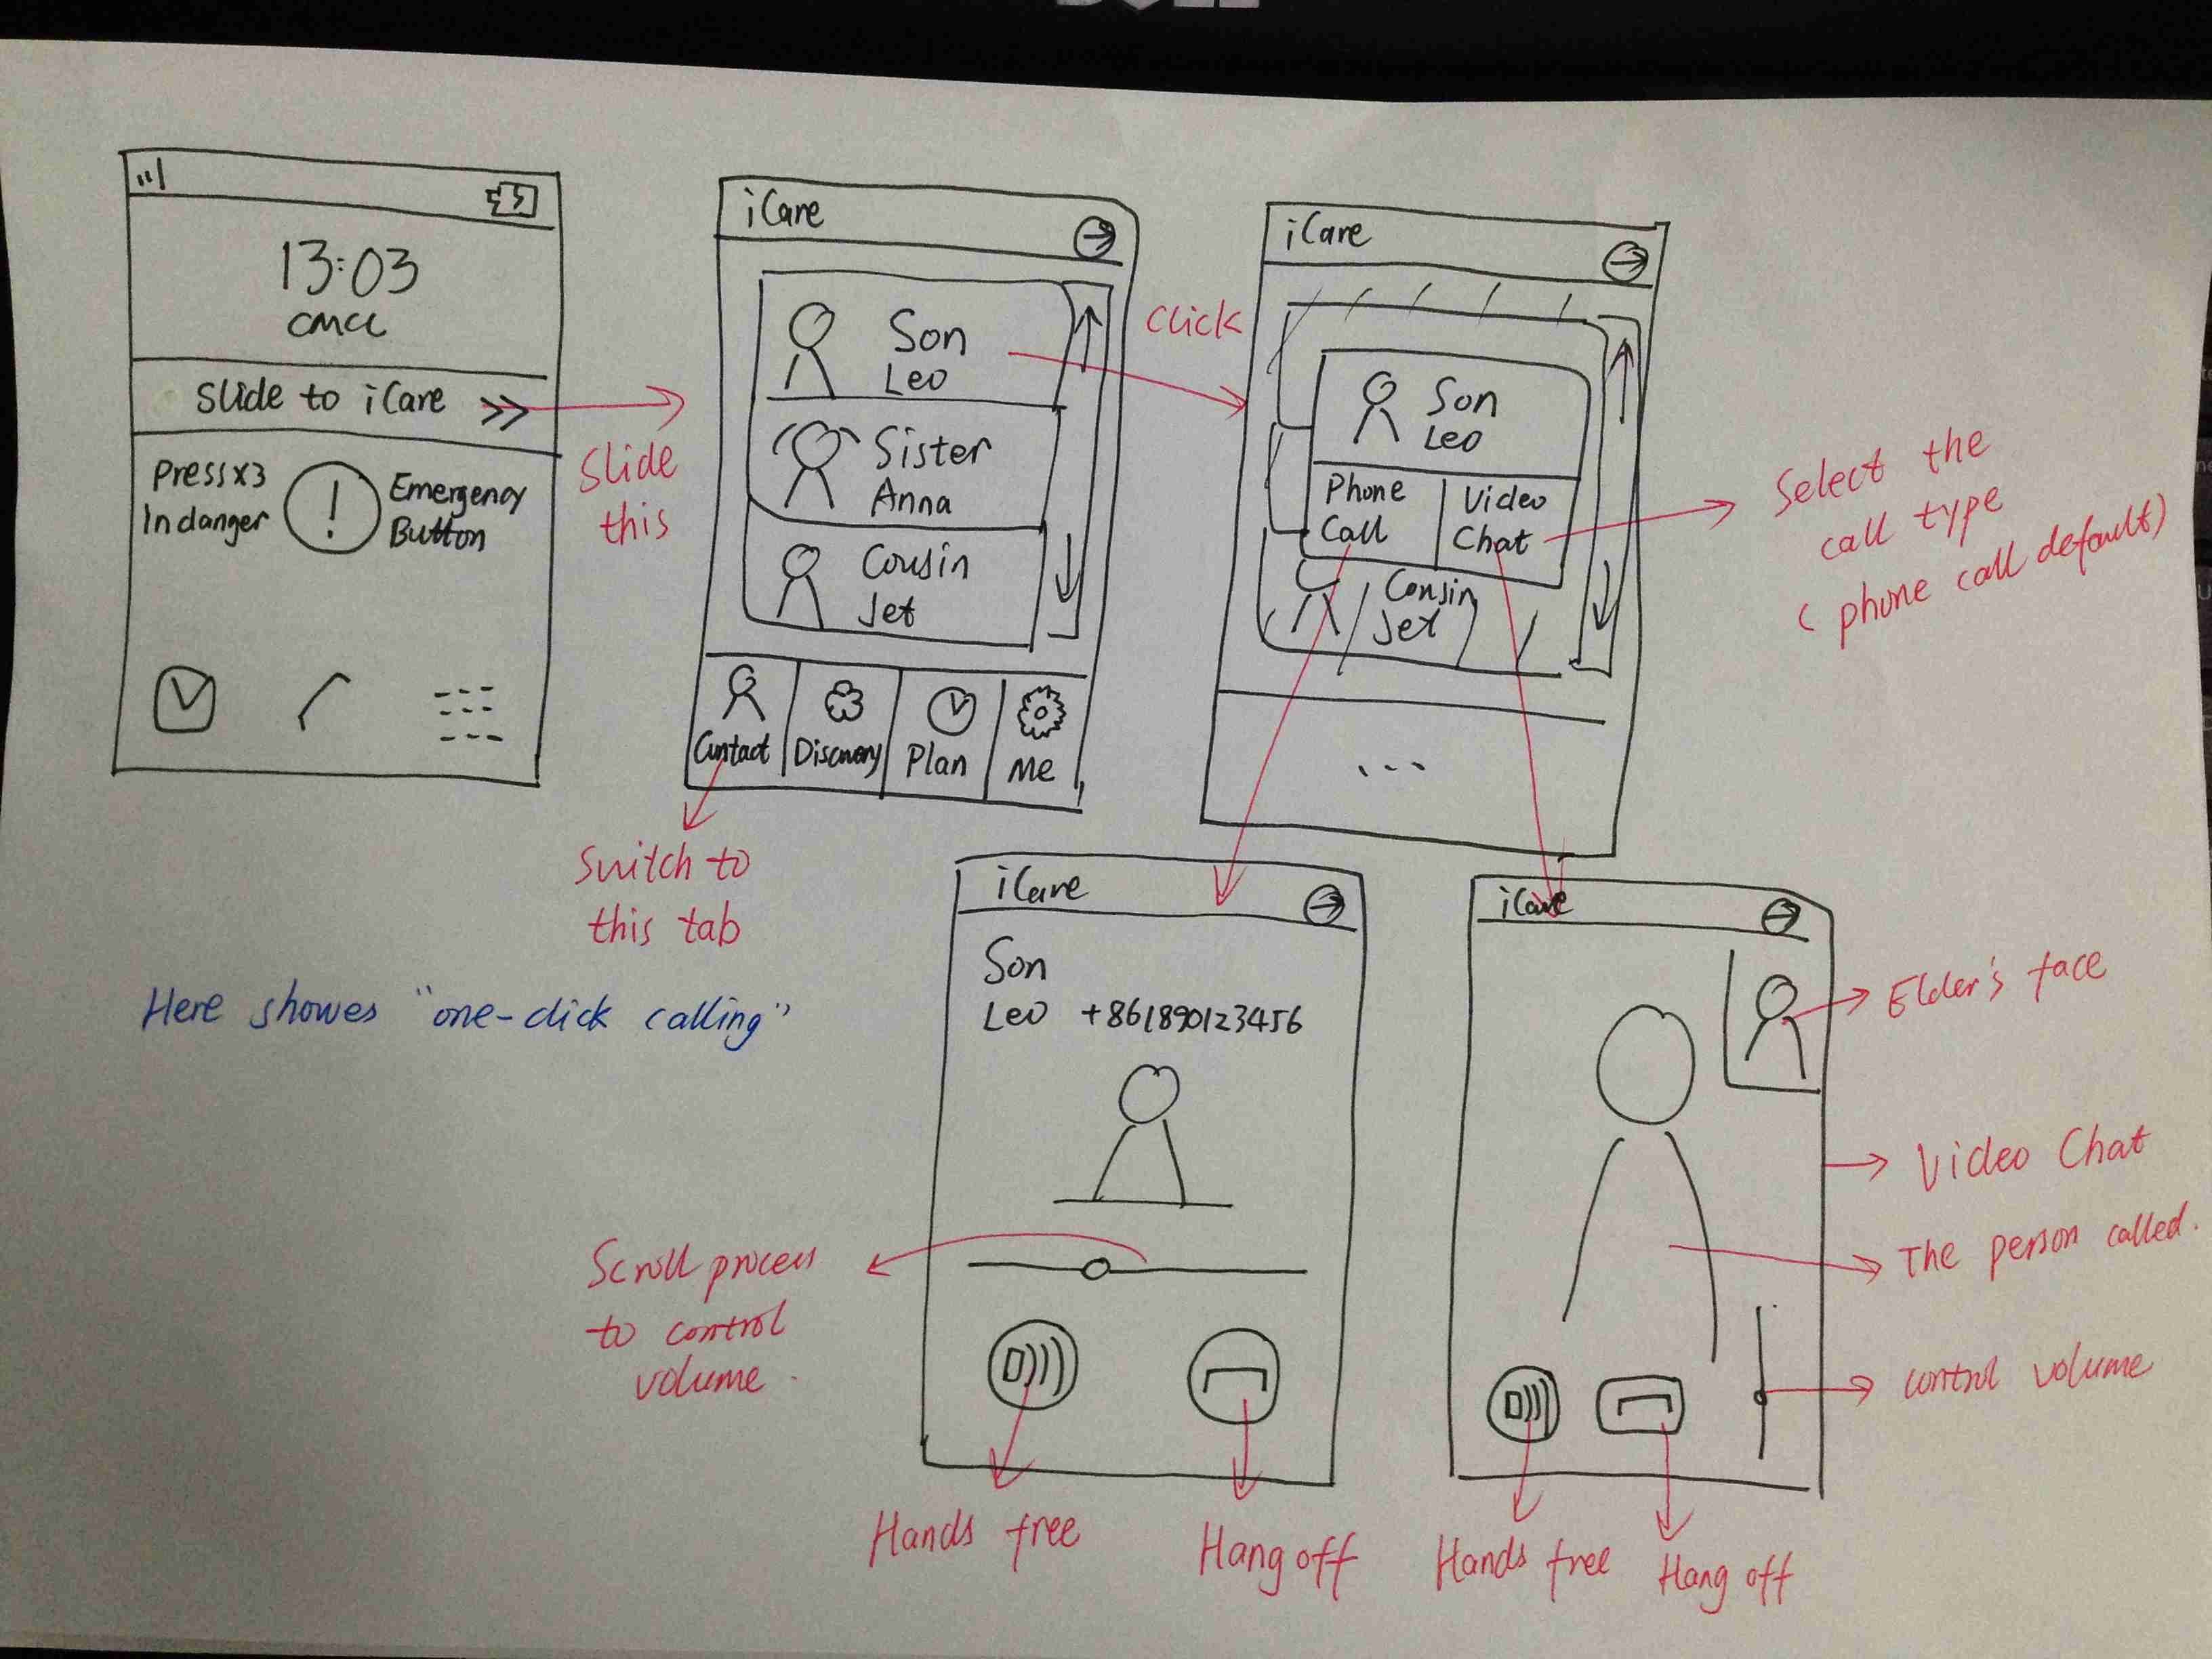 13:03
CMCC
Slide to iCare >>
Press x3
In danger
!
Emergency
Button
Slide
this
iCare
Son
Leo
Sister
Anna
Cousin
Jet
Contact
Discovery
Plan
Me
Switch to
this tab
Click
iCare
Son
Leo
Phone
Call
Video
Chat
Cousin
Jet
...
Select the
call type
( phone call default)
Here showes "one-click calling"
iCare
Son
Leo +861890123456
Scroll process
to control
volume.
Hands free
Hang off
iCare
Elder's face
Video Chat
The person called.
control volume
Hands free
Hang off